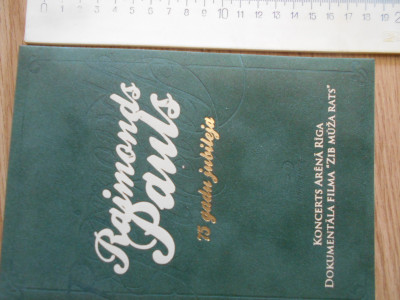 Raimonds
Pauls
75 gadu jubileja
KONCERTS ARĒNĀ RĪGA
DOKUMENTĀLA FILMA "ZIB MŪŽA RATS"